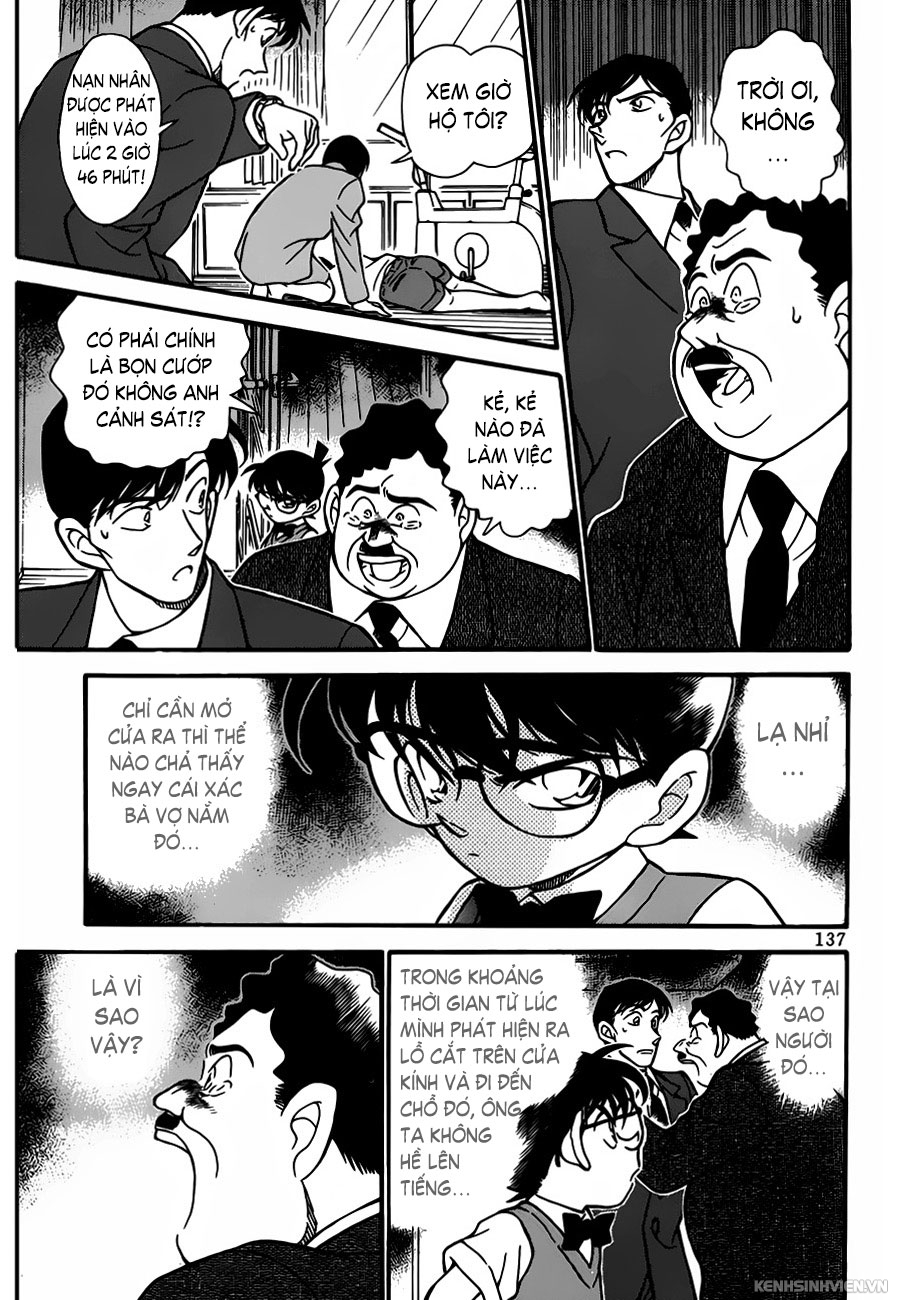 TRỜI ƠI,
KHÔNG
...
XEM GIỜ
HỘ TÔI?
NẠN NHÂN
ĐƯỢC PHÁT
HIỆN VÀO
LÚC 2 GIỜ
46 PHÚT!
KẺ, KẺ
NÀO ĐÃ
LÀM VIỆC
NÀY...
CÓ PHẢI CHÍNH
LÀ BỌN CƯỚP
ĐÓ KHÔNG ANH
CẢNH SÁT!?
LẠ NHỈ
...
CHỈ CẦN MỞ
CỬA RA THÌ THỂ
NÀO CHẢ THẤY
NGAY CÁI XÁC
BÀ VỢ NẰM
ĐÓ...
137
VẬY TẠI
SAO
NGƯỜI
ĐÓ...
TRONG KHOẢNG
THỜI GIAN TỪ LÚC
MÌNH PHÁT HIỆN RA
LỖ CẮT TRÊN CỬA
KÍNH VÀ ĐI ĐẾN
CHỖ ĐÓ, ÔNG
TA KHÔNG
HỀ LÊN
TIẾNG...
LÀ VÌ
SAO
VẬY?
KENHSINHVIEN.VN